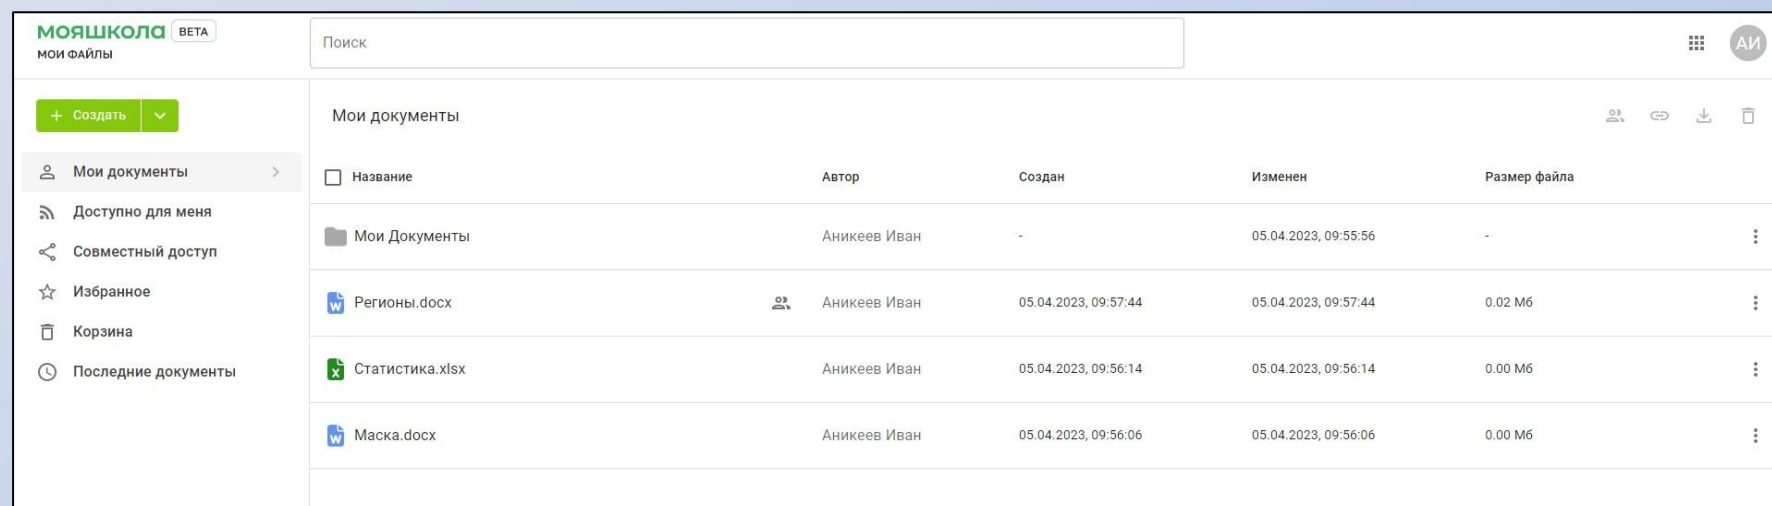 МОЯШКОЛА BETA
МОИ ФАЙЛЫ
Поиск
АИ
+ Создать
Мои документы
Доступно для меня
Совместный доступ
Избранное
Корзина
Последние документы
Мои документы
Название Автор Создан Изменен Размер файла
Мои Документы Аникеев Иван - 05.04.2023, 09:55:56 -
Регионы.docx Аникеев Иван 05.04.2023, 09:57:44 05.04.2023, 09:57:44 0.02 Мб
Статистика.xlsx Аникеев Иван 05.04.2023, 09:56:14 05.04.2023, 09:56:14 0.00 Мб
Маска.docx Аникеев Иван 05.04.2023, 09:56:06 05.04.2023, 09:56:06 0.00 Мб